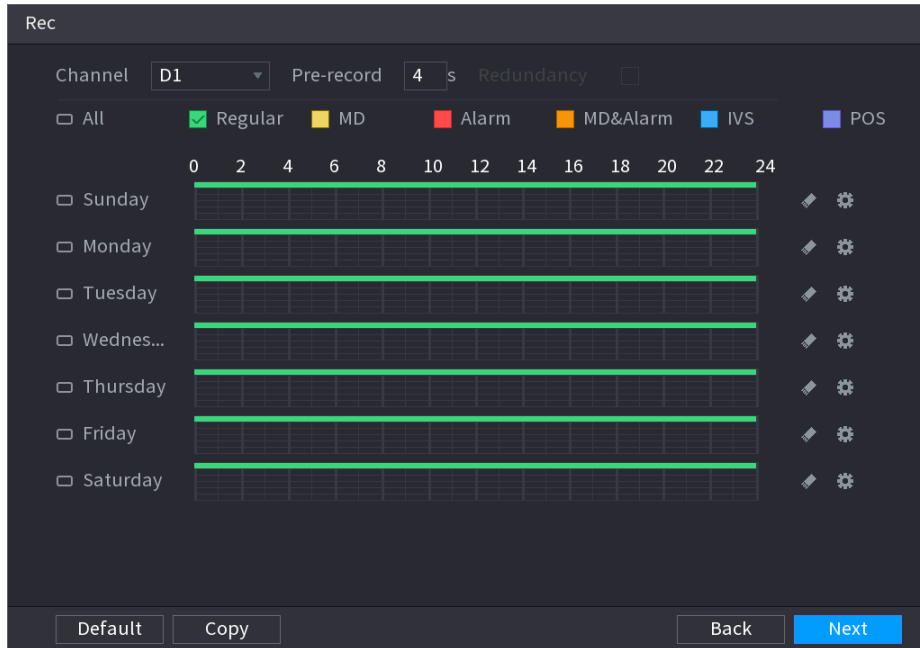 Rec
Channel D1 Pre-record 4 s Redundancy
All Regular MD Alarm MD&Alarm IVS POS
0 2 4 6 8 10 12 14 16 18 20 22 24
Sunday
Monday
Tuesday
Wednes...
Thursday
Friday
Saturday
Default Copy Back Next